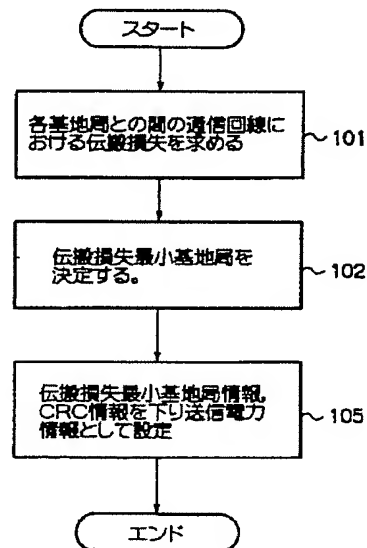 スタート
各基地局との間の通信回線に
おける伝搬損失を求める
101
伝搬損失最小基地局を
決定する。
102
伝搬損失最小基地局情報,
CRC情報を下り送信電力
情報として設定
105
エンド